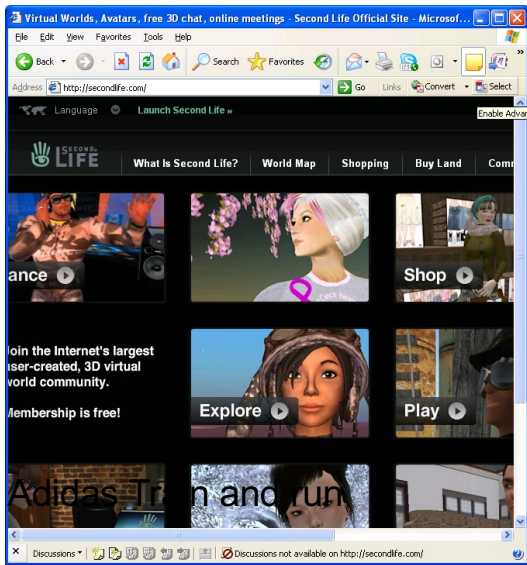 Virtual Worlds, Avatars, free 3D chat, online meetings - Second Life Official Site - Microsof...
File Edit View Favorites Tools Help
Back Search Favorites
Address http://secondlife.com/ Go Links Convert Select
Enable Advan
Language Launch Second Life »
SECOND LIFE
What Is Second Life? World Map Shopping Buy Land Comm
ance Shop
Join the Internet's largest
user-created, 3D virtual
world community.
Membership is free!
Explore Play
Adidas Train and run
× Discussions Discussions not available on http://secondlife.com/